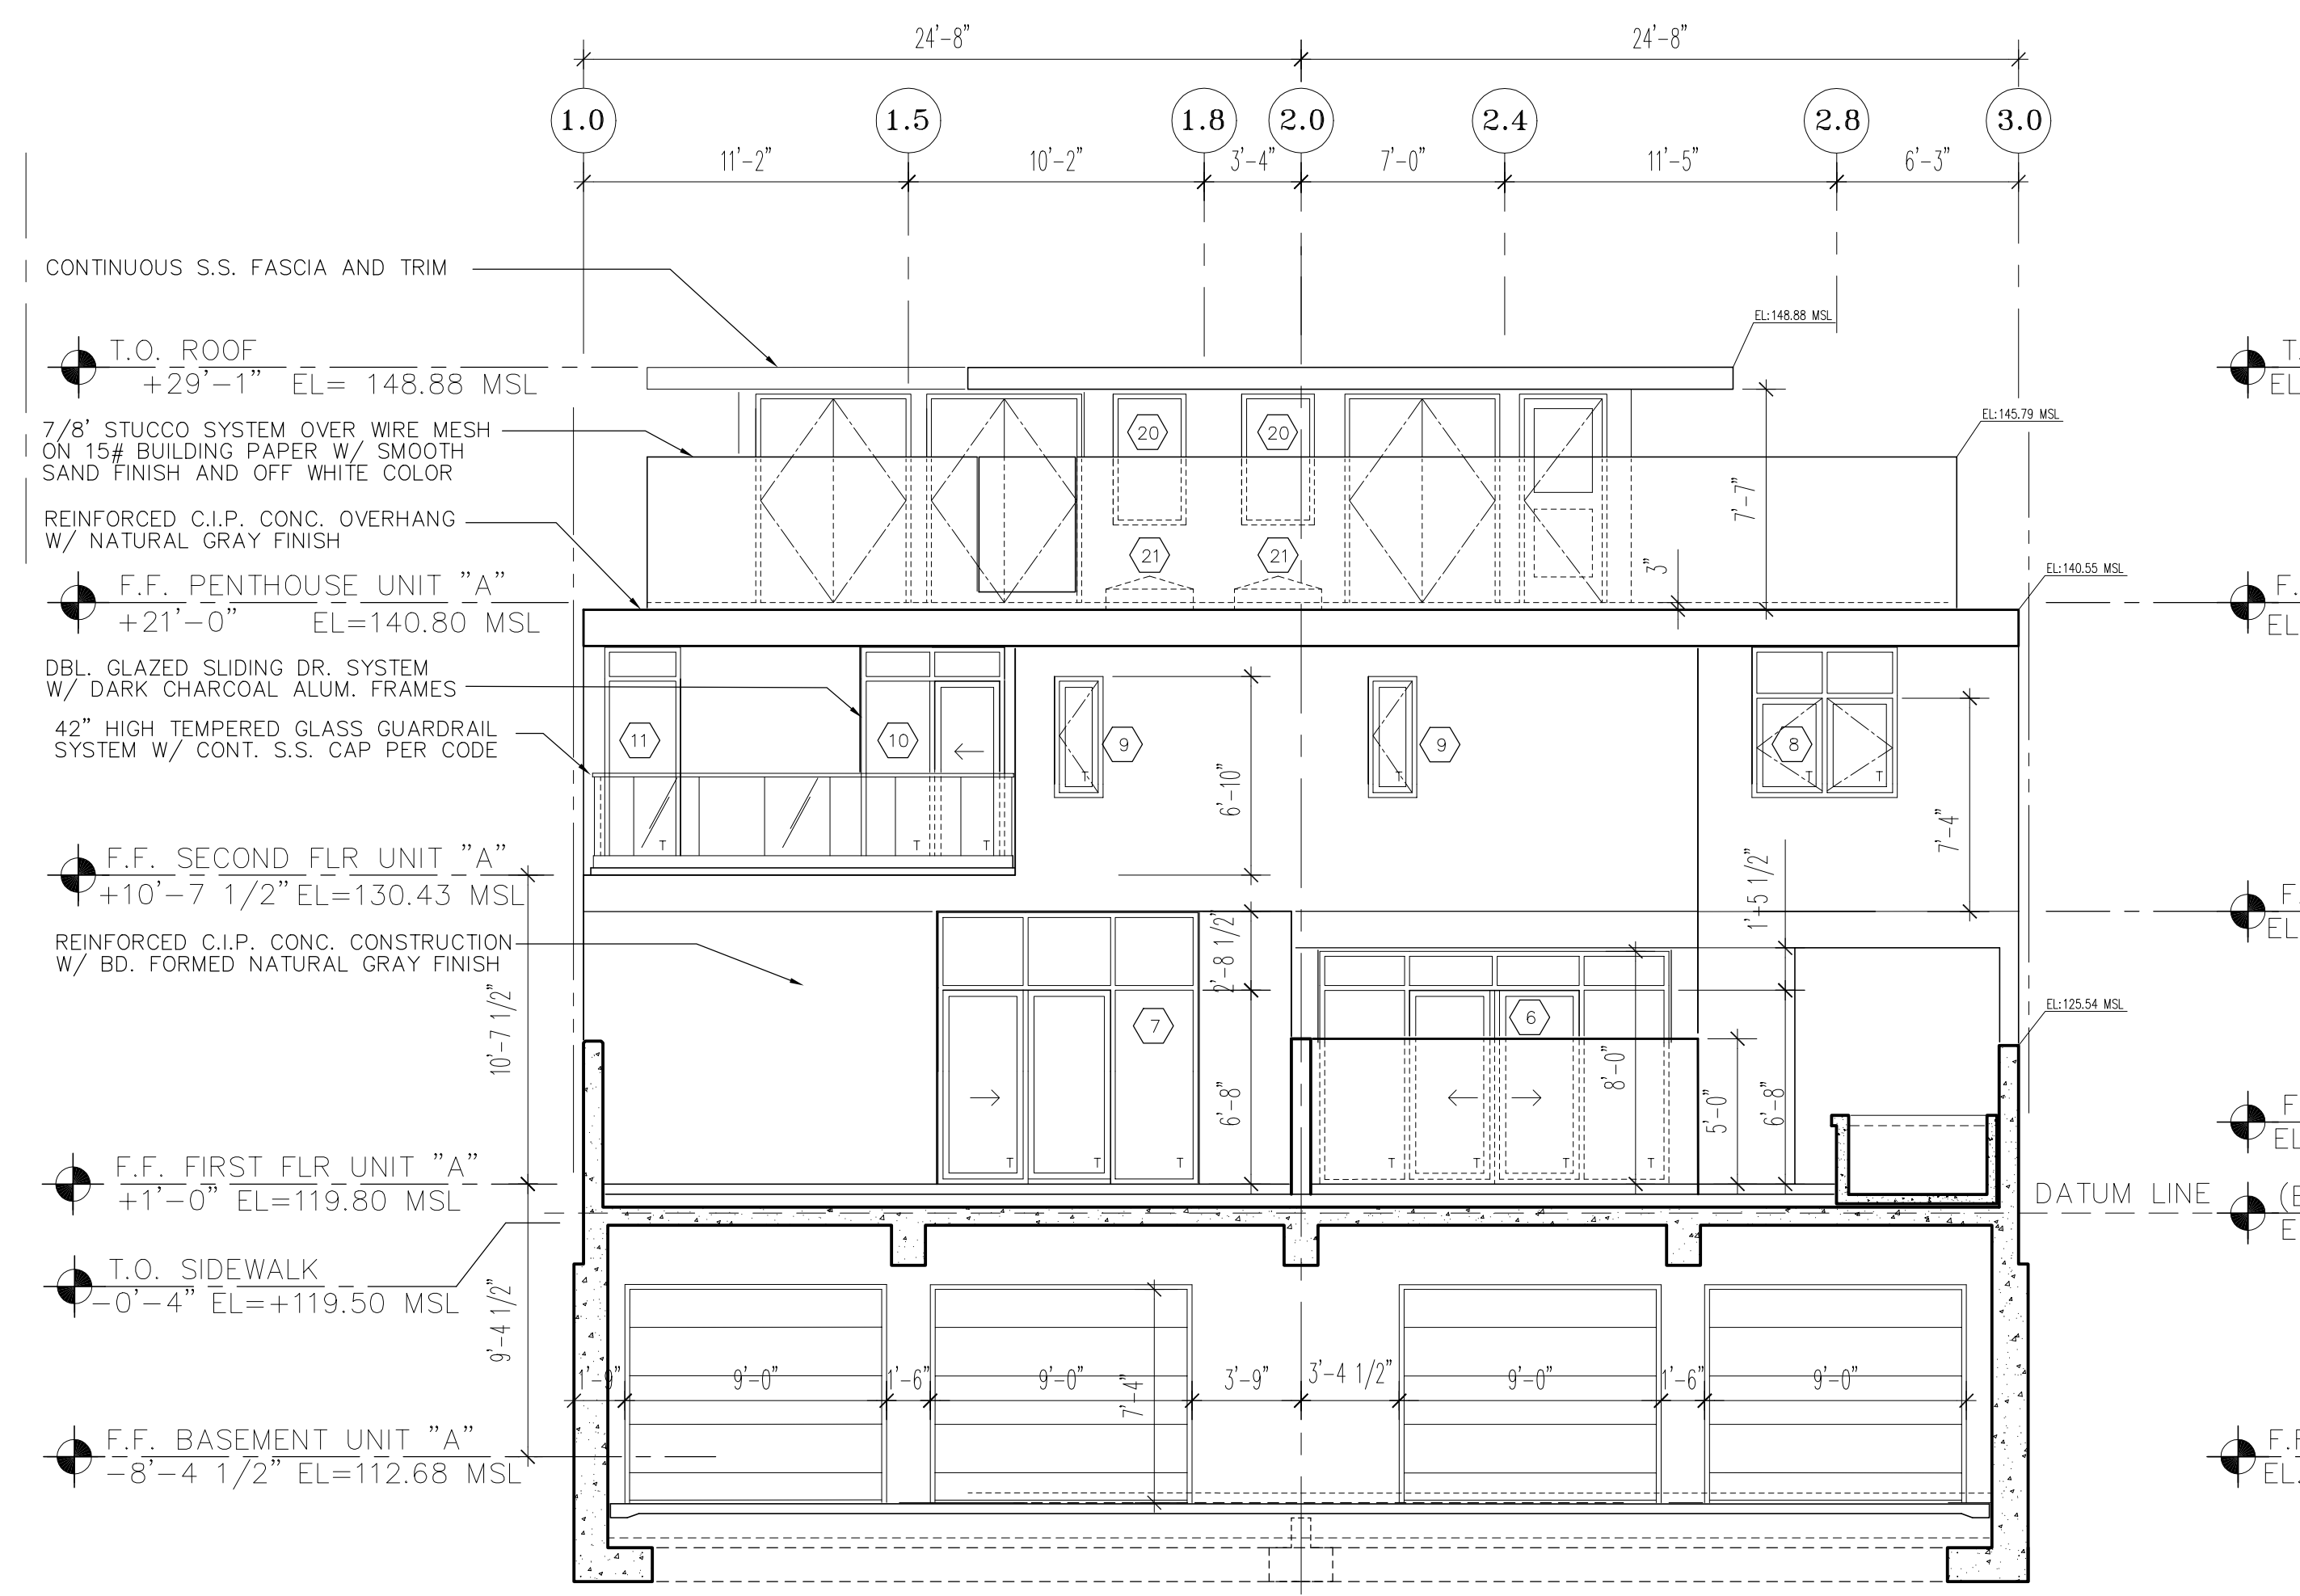 24'-8" 24'-8"
1.0 1.5 1.8 2.0 2.4 2.8 3.0
11'-2" 10'-2" 3'-4" 7'-0" 11'-5" 6'-3"
CONTINUOUS S.S. FASCIA AND TRIM
EL:148.88 MSL
T.O. ROOF
+29'-1" EL= 148.88 MSL
EL:145.79 MSL
7/8' STUCCO SYSTEM OVER WIRE MESH
ON 15# BUILDING PAPER W/ SMOOTH
SAND FINISH AND OFF WHITE COLOR
20 20
7'-7"
REINFORCED C.I.P. CONC. OVERHANG
W/ NATURAL GRAY FINISH
21 21
3"
EL:140.55 MSL
F.F. PENTHOUSE UNIT "A"
+21'-0" EL=140.80 MSL
DBL. GLAZED SLIDING DR. SYSTEM
W/ DARK CHARCOAL ALUM. FRAMES
42" HIGH TEMPERED GLASS GUARDRAIL
SYSTEM W/ CONT. S.S. CAP PER CODE
11 10 9 9 8
T T T T
6'-10"
7'-4"
T T T
F.F. SECOND FLR UNIT "A"
+10'-7 1/2" EL=130.43 MSL
1'+5 1/2"
2'-8 1/2"
REINFORCED C.I.P. CONC. CONSTRUCTION
W/ BD. FORMED NATURAL GRAY FINISH
EL:125.54 MSL
7 6
10'-7 1/2"
6'-8" 8'-0" 5'-0" 6'-8"
T T T T T T T
F.F. FIRST FLR UNIT "A"
+1'-0" EL=119.80 MSL
DATUM LINE
T.O. SIDEWALK
-0'-4" EL=+119.50 MSL
9'-4 1/2"
1'-9" 9'-0" 1'-6" 9'-0" 7'-4" 3'-9" 3'-4 1/2" 9'-0" 1'-6" 9'-0"
F.F. BASEMENT UNIT "A"
-8'-4 1/2" EL=112.68 MSL